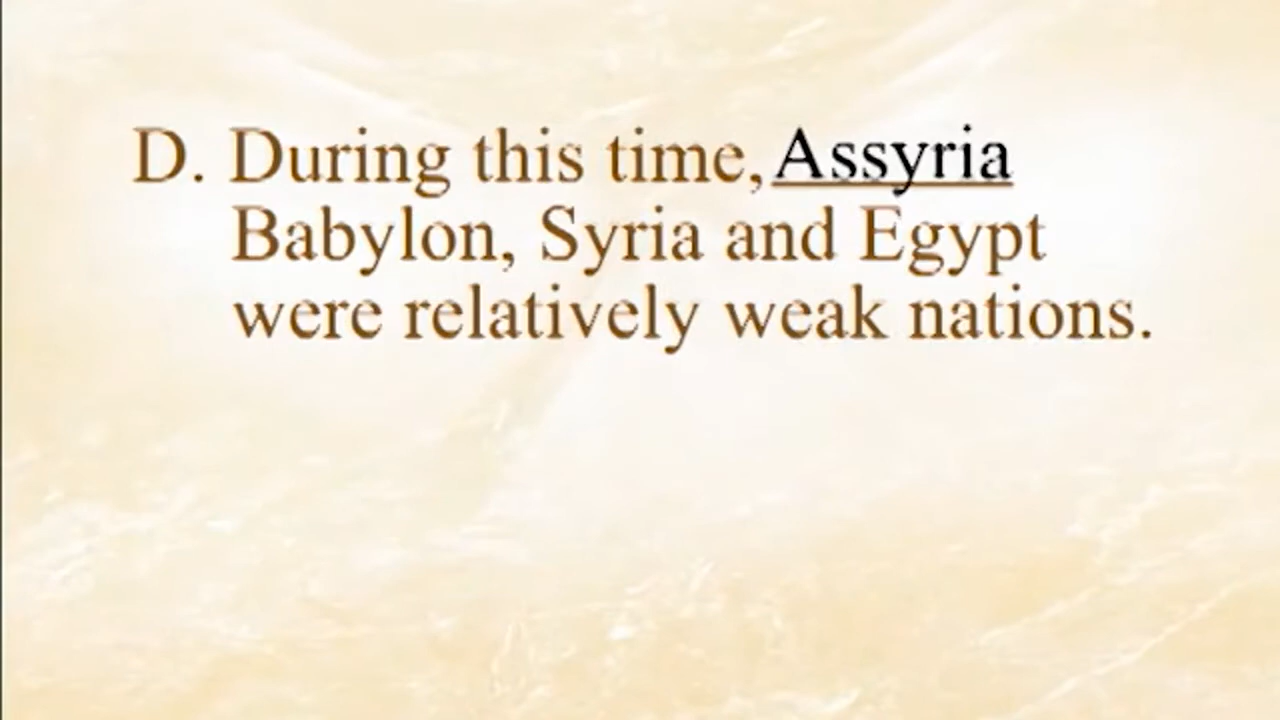 D. During this time, Assyria
Babylon, Syria and Egypt
were relatively weak nations.